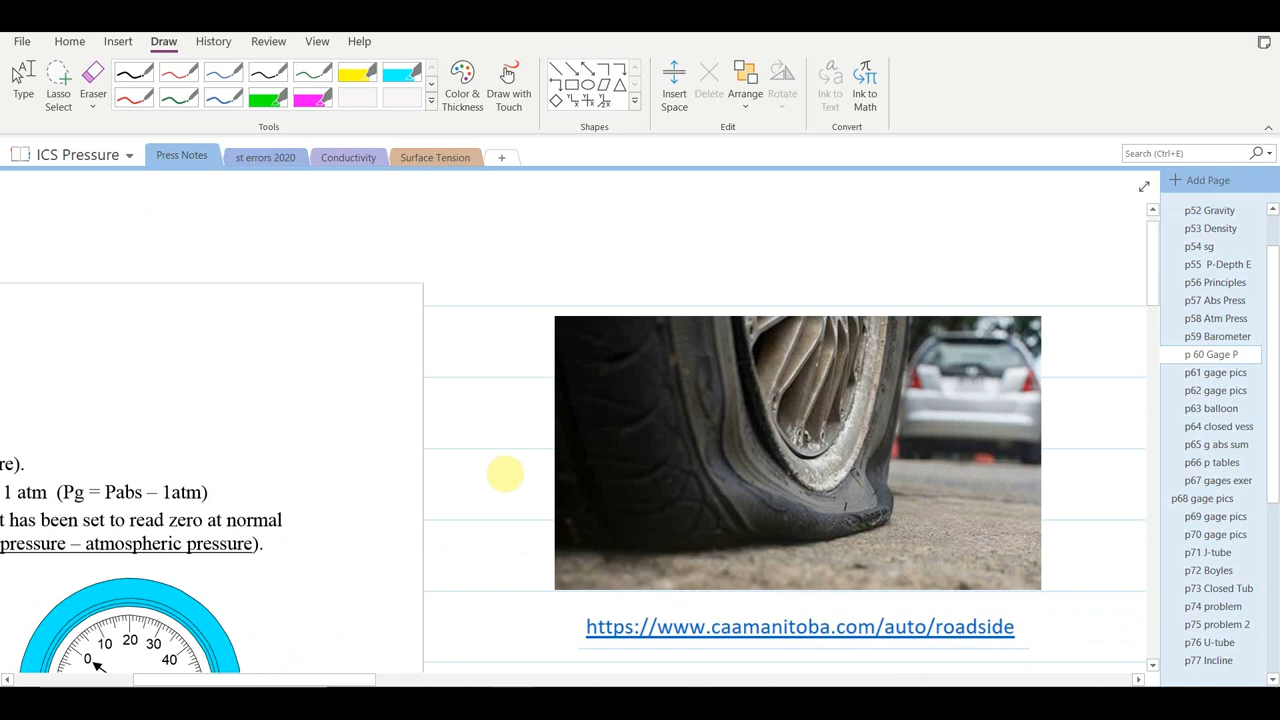 File Home Insert Draw History Review View Help
Type
Lasso Select
Eraser
Color & Thickness
Draw with Touch
Insert Space
Delete
Arrange
Rotate
Ink to Text
Ink to Math
Tools
Shapes
Edit
Convert
ICS Pressure
Press Notes
st errors 2020
Conductivity
Surface Tension
Search (Ctrl+E)
Add Page
re).
1 atm (Pg = Pabs – 1atm)
t has been set to read zero at normal
pressure – atmospheric pressure).
0
10
20
30
40
https://www.caamanitoba.com/auto/roadside
p52 Gravity
p53 Density
p54 sg
p55 P-Depth E
p56 Principles
p57 Abs Press
p58 Atm Press
p59 Barometer
p 60 Gage P
p61 gage pics
p62 gage pics
p63 balloon
p64 closed vess
p65 g abs sum
p66 p tables
p67 gages exer
p68 gage pics
p69 gage pics
p70 gage pics
p71 J-tube
p72 Boyles
p73 Closed Tub
p74 problem
p75 problem 2
p76 U-tube
p77 Incline